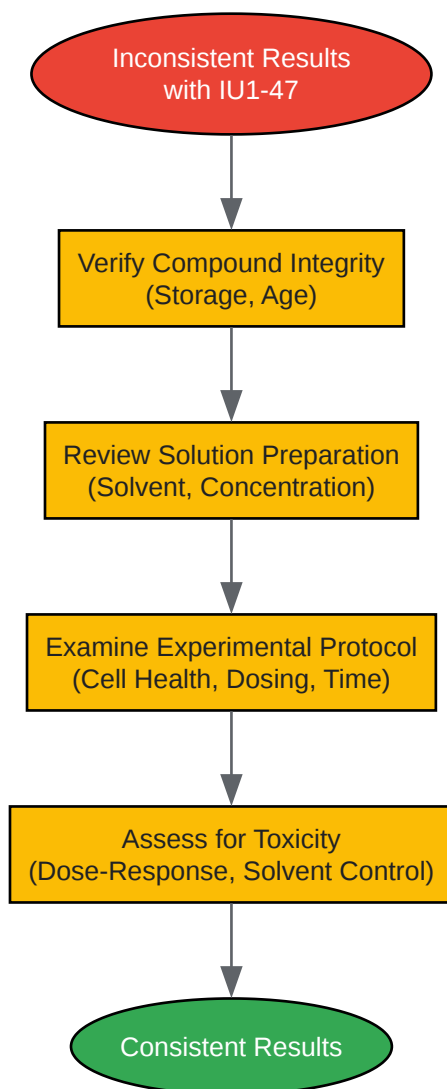 Inconsistent Results
with IU1-47
Verify Compound Integrity
(Storage, Age)
Review Solution Preparation
(Solvent, Concentration)
Examine Experimental Protocol
(Cell Health, Dosing, Time)
Assess for Toxicity
(Dose-Response, Solvent Control)
Consistent Results